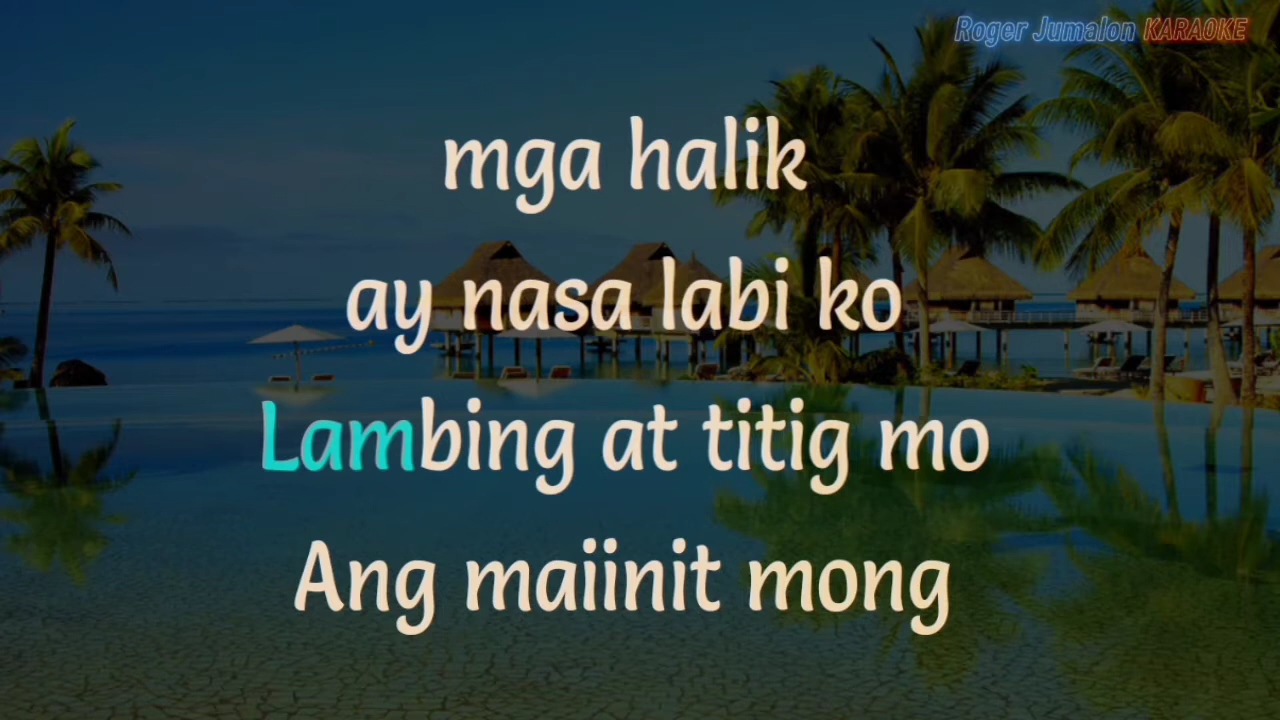 Roger Jumalon KARAOKE
mga halik
ay nasa labi ko
Lambing at titig mo
Ang maiinit mong